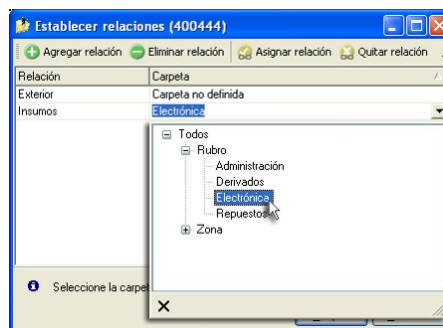 Establecer relaciones (400444)
Agregar relación Eliminar relación Asignar relación Quitar relación
Relación Carpeta
Exterior Carpeta no definida
Insumos Electrónica
Todos
Rubro
Administración
Derivados
Electrónica
Repuestos
Zona
Seleccione la